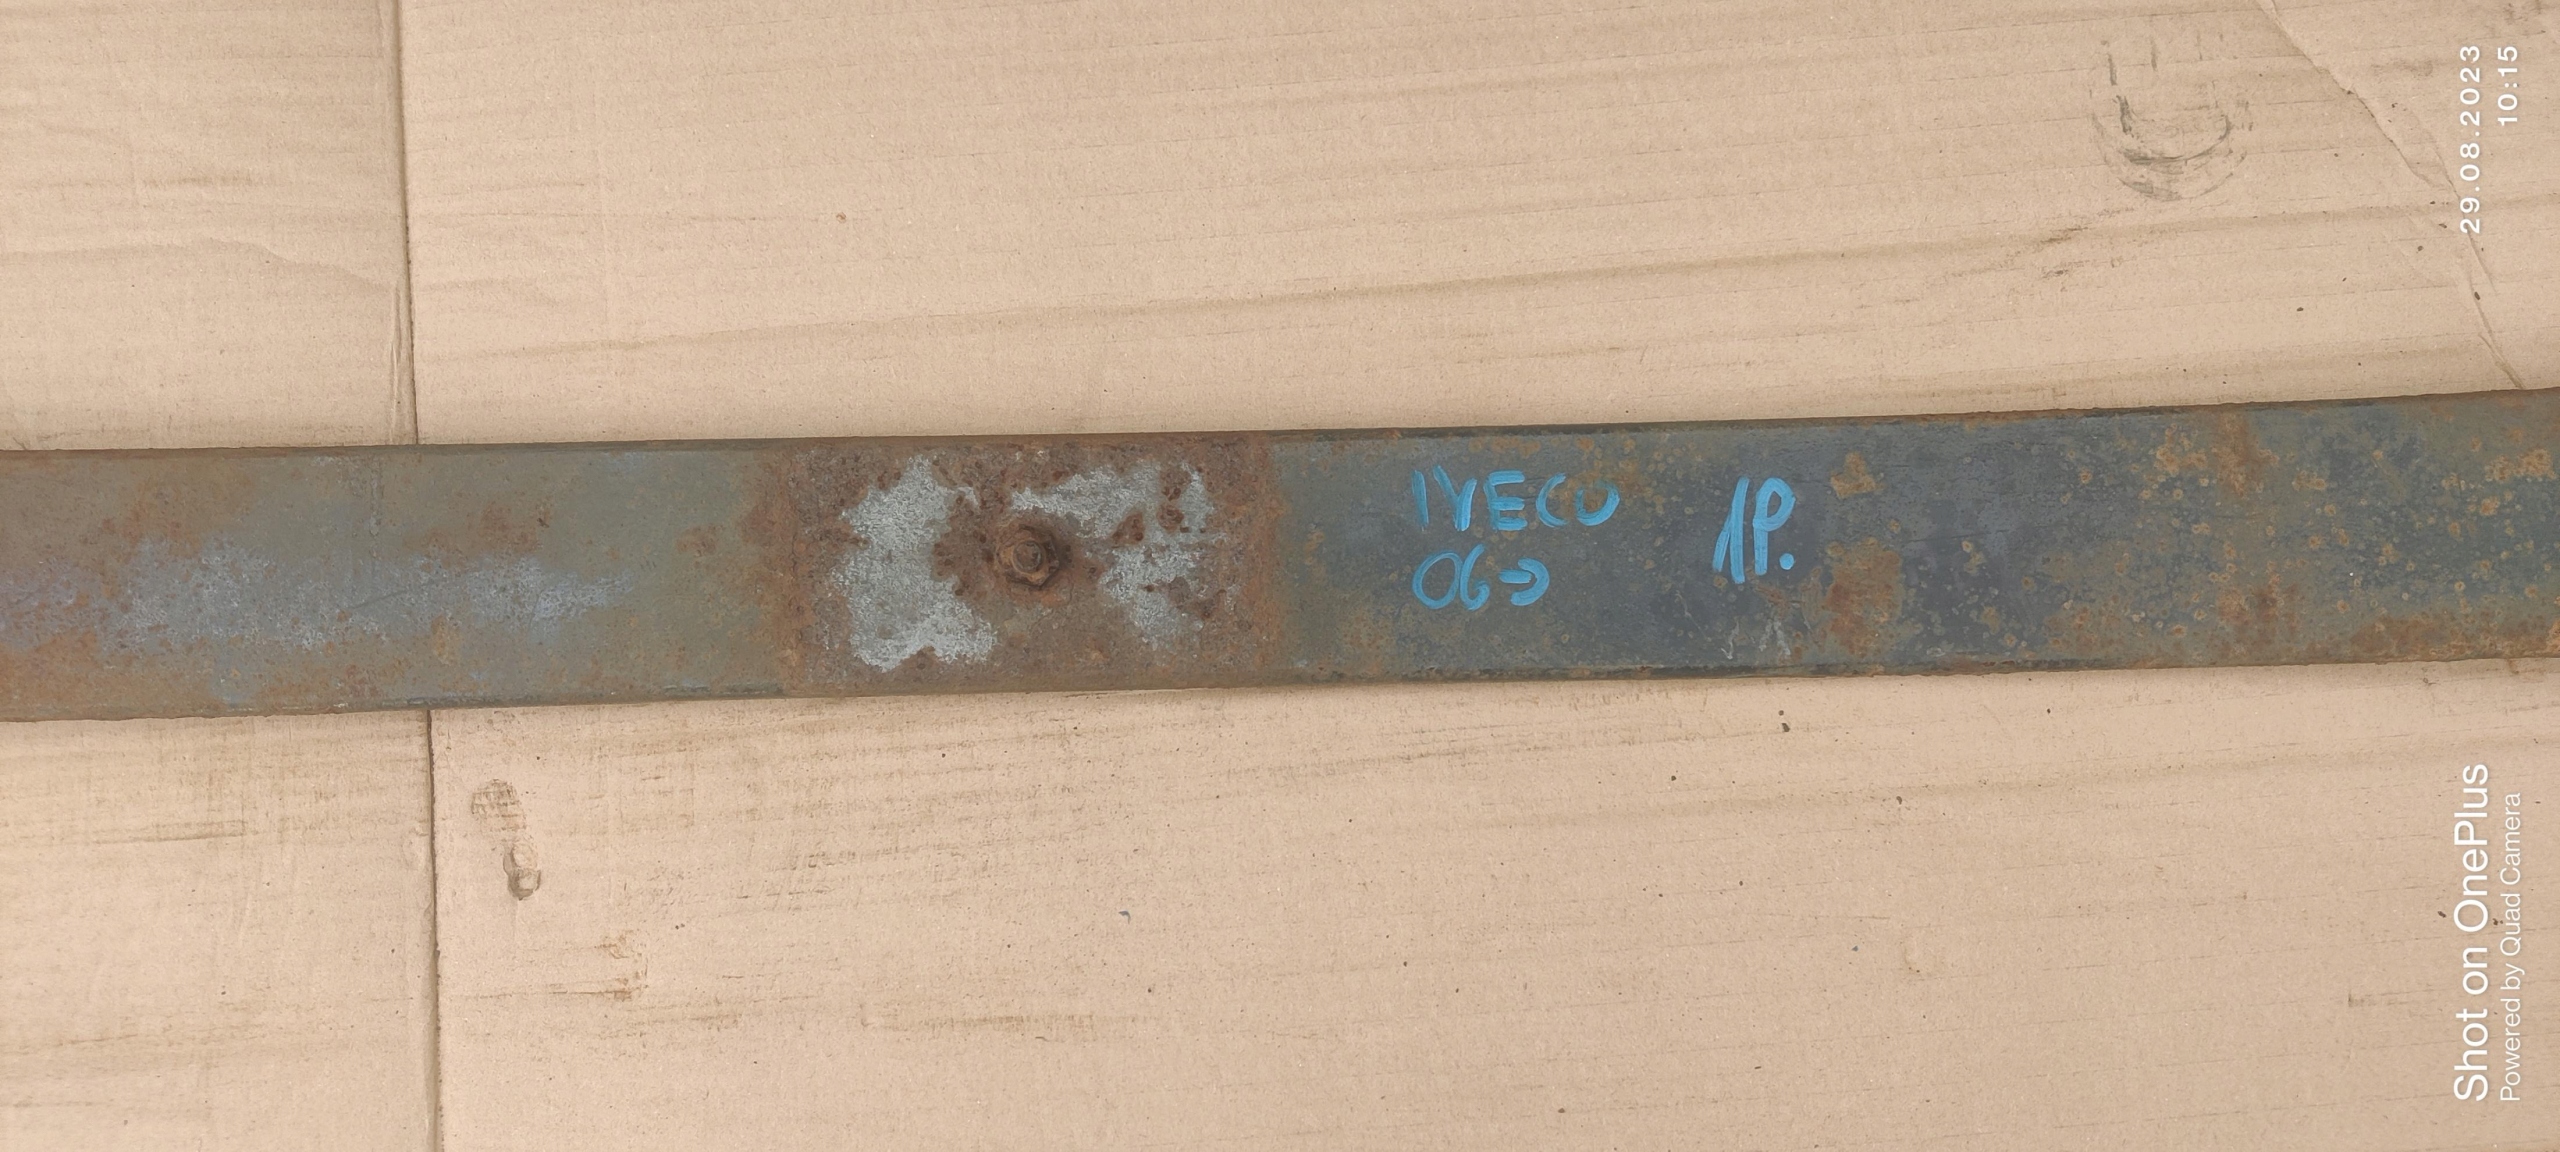 IVECO
06->
1P.
29.08.2023
10:15
Shot on OnePlus
Powered by Quad Camera